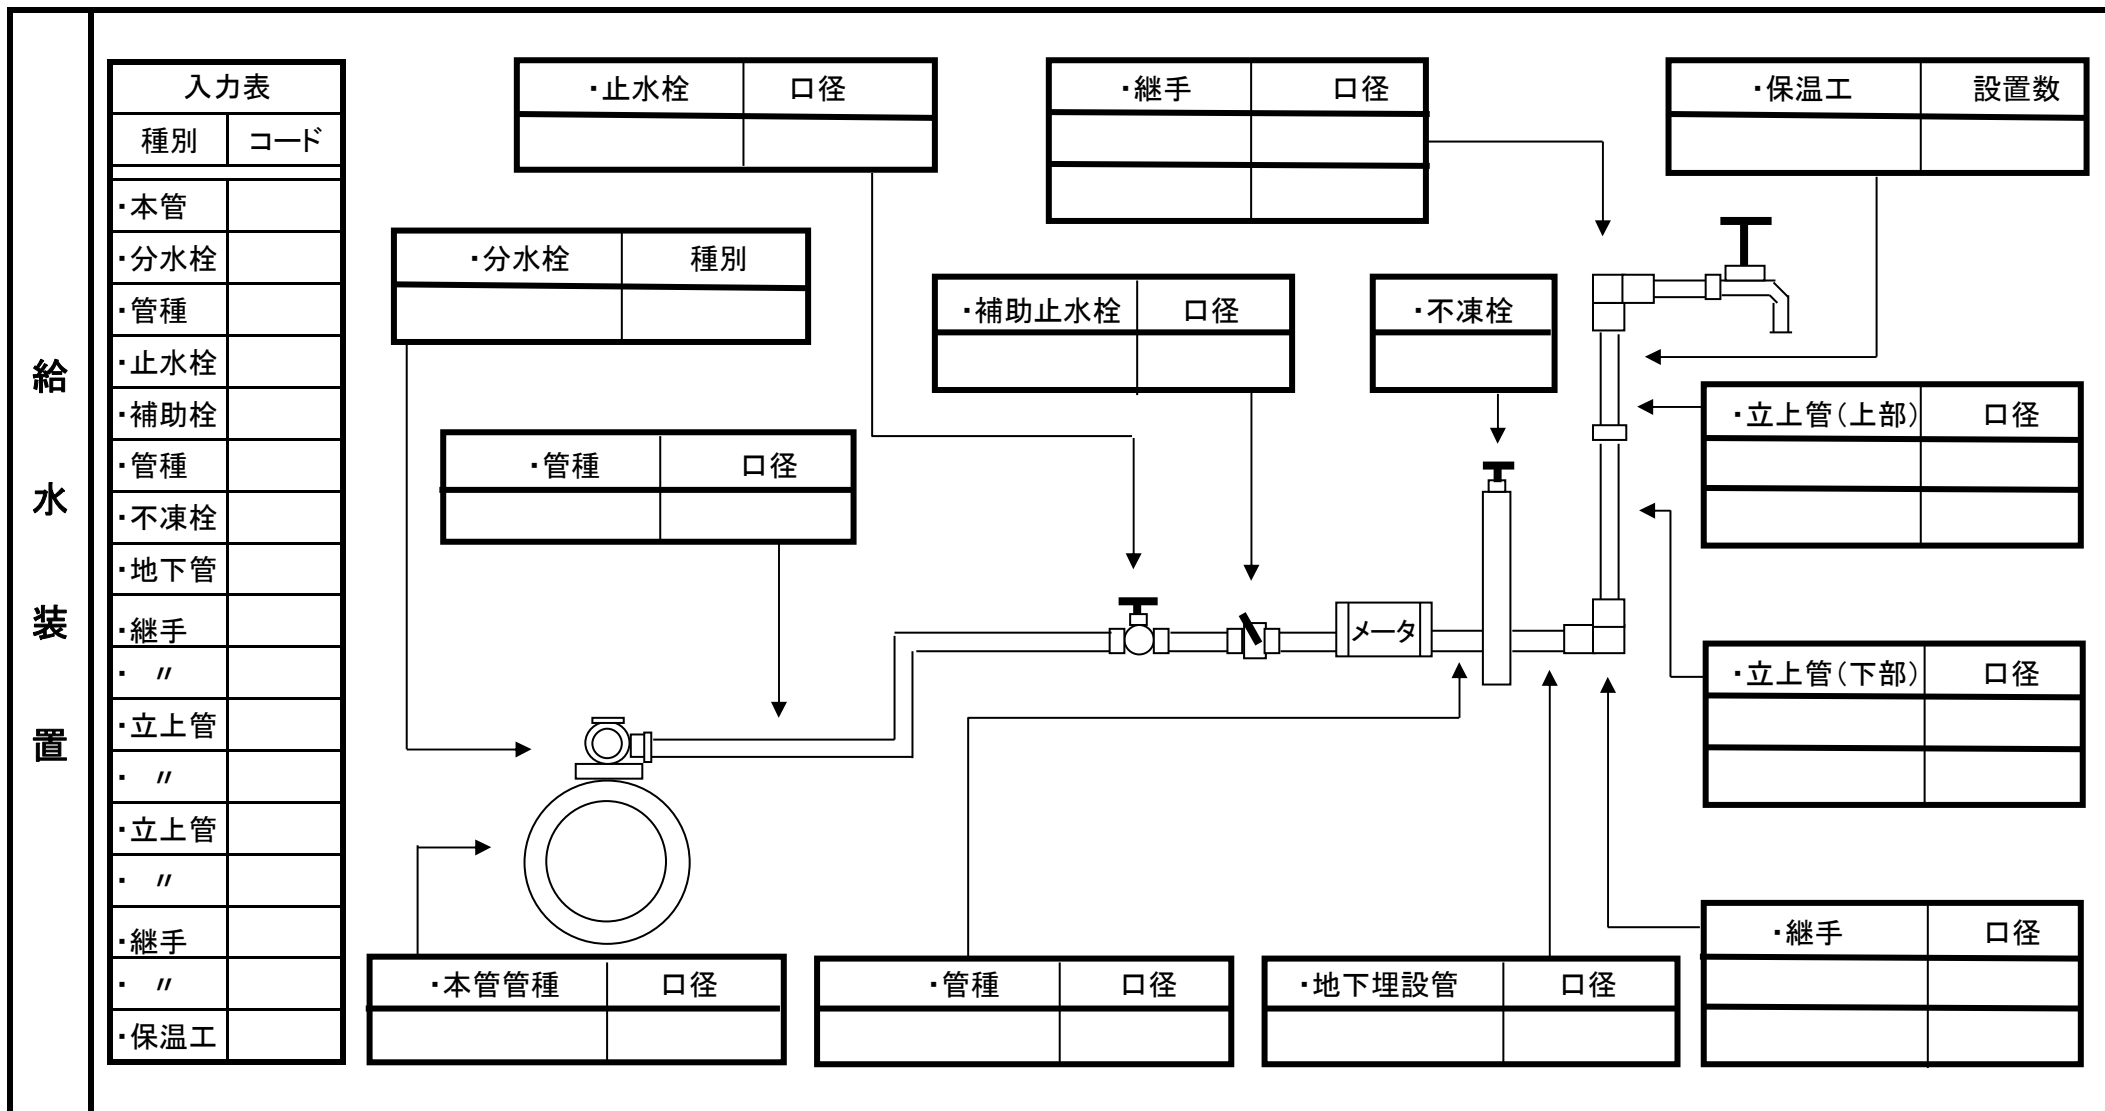 給
水
装
置
入力表
種別 コード
・本管
・分水栓
・管種
・止水栓
・補助栓
・管種
・不凍栓
・地下管
・継手
・ 〃
・立上管
・ 〃
・立上管
・ 〃
・継手
・ 〃
・保温工
・止水栓 口径
・継手 口径
・保温工 設置数
・分水栓 種別
・補助止水栓 口径
・不凍栓
・立上管(上部) 口径
・管種 口径
メータ
・立上管(下部) 口径
・継手 口径
・本管管種 口径
・管種 口径
・地下埋設管 口径